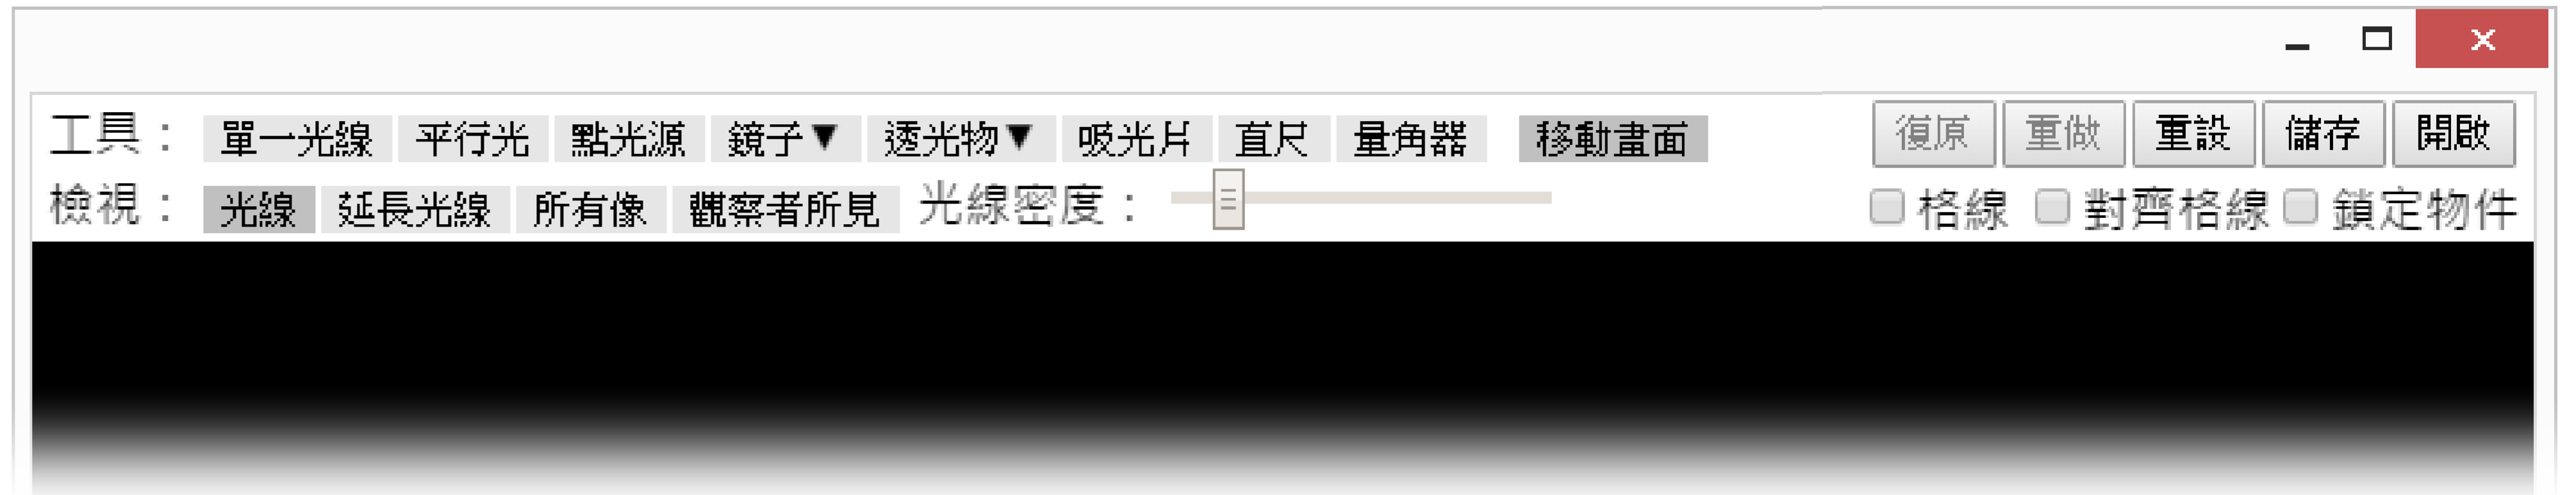 工具： 單一光線 平行光 點光源 鏡子▼ 透光物▼ 吸光片 直尺 量角器 移動畫面 復原 重做 重設 儲存 開啟
檢視： 光線 延長光線 所有像 觀察者所見 光線密度： 格線 對齊格線 鎖定物件